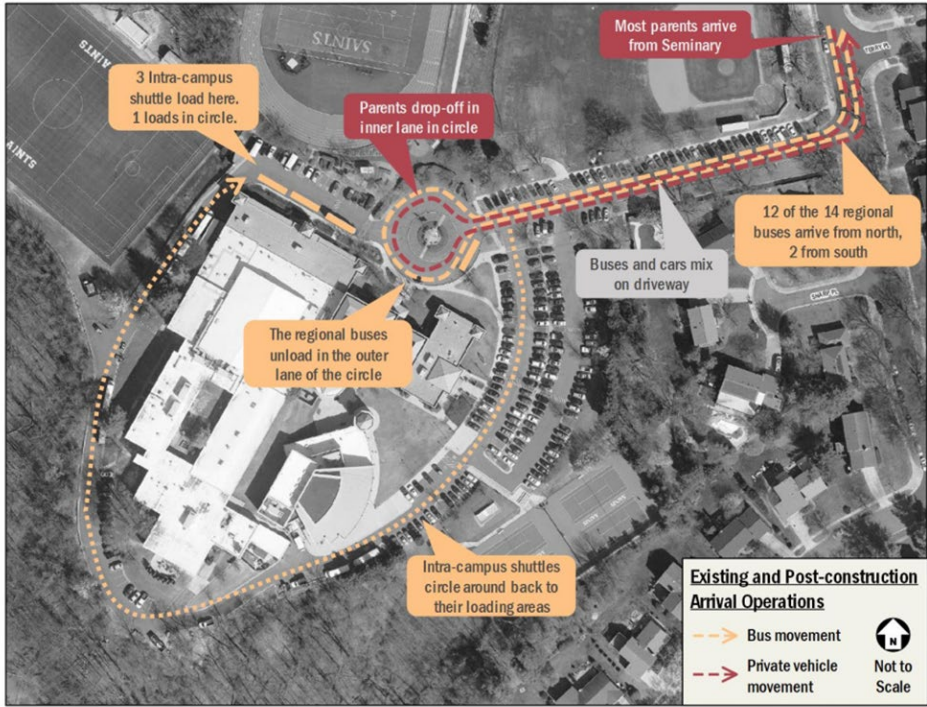 SAINTS
SAINTS
Most parents arrive
from Seminary
3 Intra-campus
shuttle load here.
1 loads in circle.
Parents drop-off in
inner lane in circle
12 of the 14 regional
buses arrive from north,
2 from south
Buses and cars mix
on driveway
The regional buses
unload in the outer
lane of the circle
Intra-campus shuttles
circle around back to
their loading areas
Existing and Post-construction
Arrival Operations
Bus movement
Private vehicle
movement
N
Not to
Scale